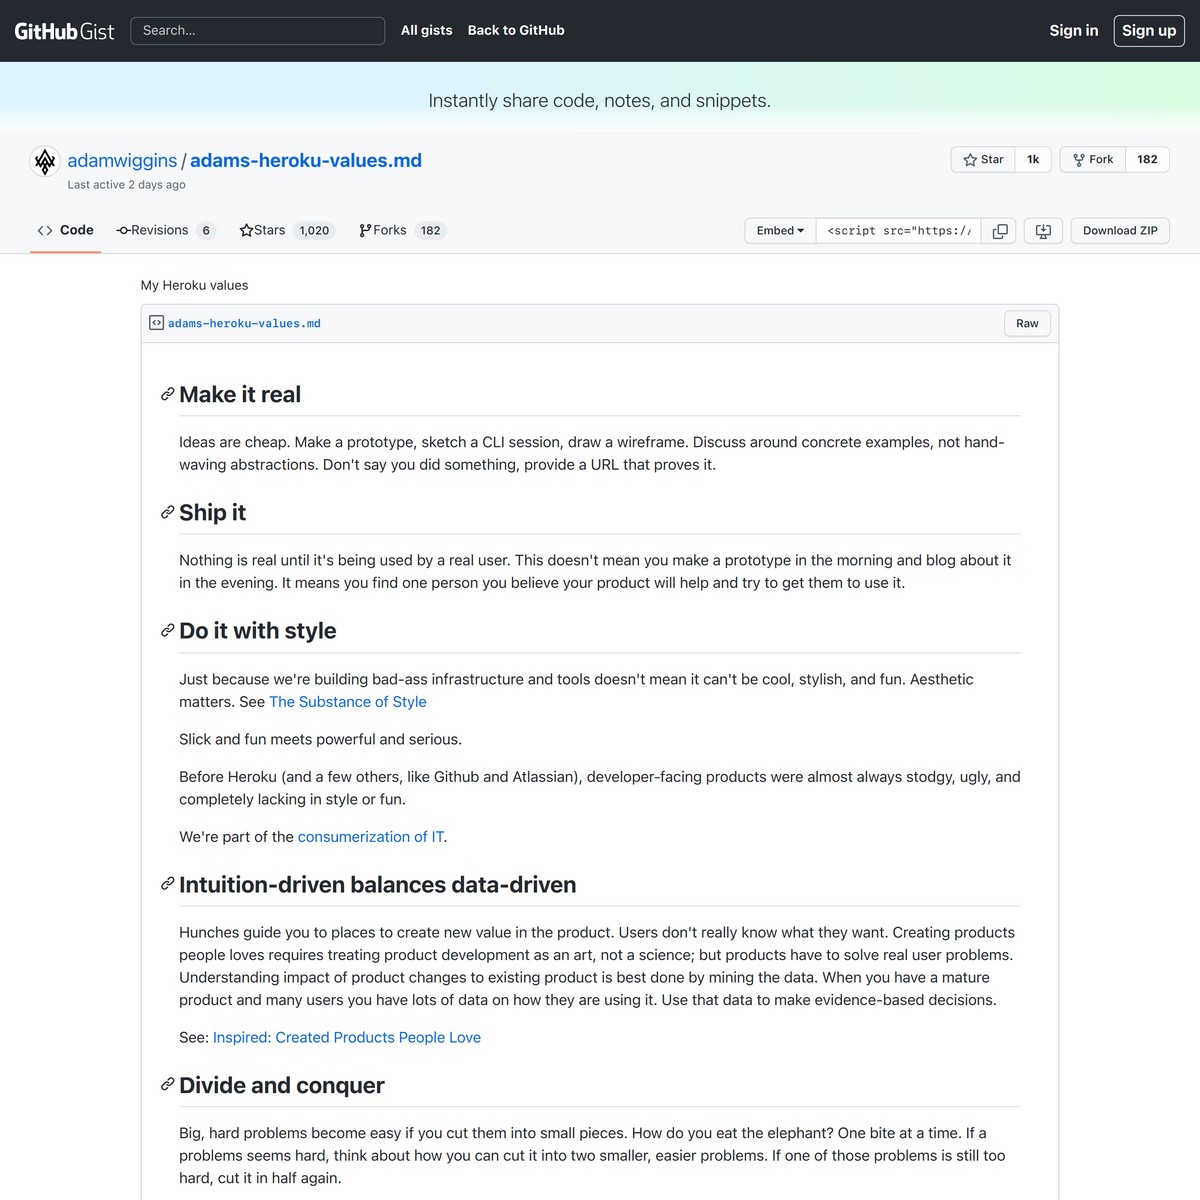 GitHub Gist Search... All gists Back to GitHub Sign in Sign up
Instantly share code, notes, and snippets.
adamwiggins / adams-heroku-values.md
Star 1k Fork 182
Last active 2 days ago
Code Revisions 6 Stars 1,020 Forks 182
Embed <script src="https:// Download ZIP
My Heroku values
adams-heroku-values.md Raw
Make it real
Ideas are cheap. Make a prototype, sketch a CLI session, draw a wireframe. Discuss around concrete examples, not hand-
waving abstractions. Don't say you did something, provide a URL that proves it.
Ship it
Nothing is real until it's being used by a real user. This doesn't mean you make a prototype in the morning and blog about it
in the evening. It means you find one person you believe your product will help and try to get them to use it.
Do it with style
Just because we're building bad-ass infrastructure and tools doesn't mean it can't be cool, stylish, and fun. Aesthetic
matters. See The Substance of Style
Slick and fun meets powerful and serious.
Before Heroku (and a few others, like Github and Atlassian), developer-facing products were almost always stodgy, ugly, and
completely lacking in style or fun.
We're part of the consumerization of IT.
Intuition-driven balances data-driven
Hunches guide you to places to create new value in the product. Users don't really know what they want. Creating products
people loves requires treating product development as an art, not a science; but products have to solve real user problems.
Understanding impact of product changes to existing product is best done by mining the data. When you have a mature
product and many users you have lots of data on how they are using it. Use that data to make evidence-based decisions.
See: Inspired: Created Products People Love
Divide and conquer
Big, hard problems become easy if you cut them into small pieces. How do you eat the elephant? One bite at a time. If a
problems seems hard, think about how you can cut it into two smaller, easier problems. If one of those problems is still too
hard, cut it in half again.